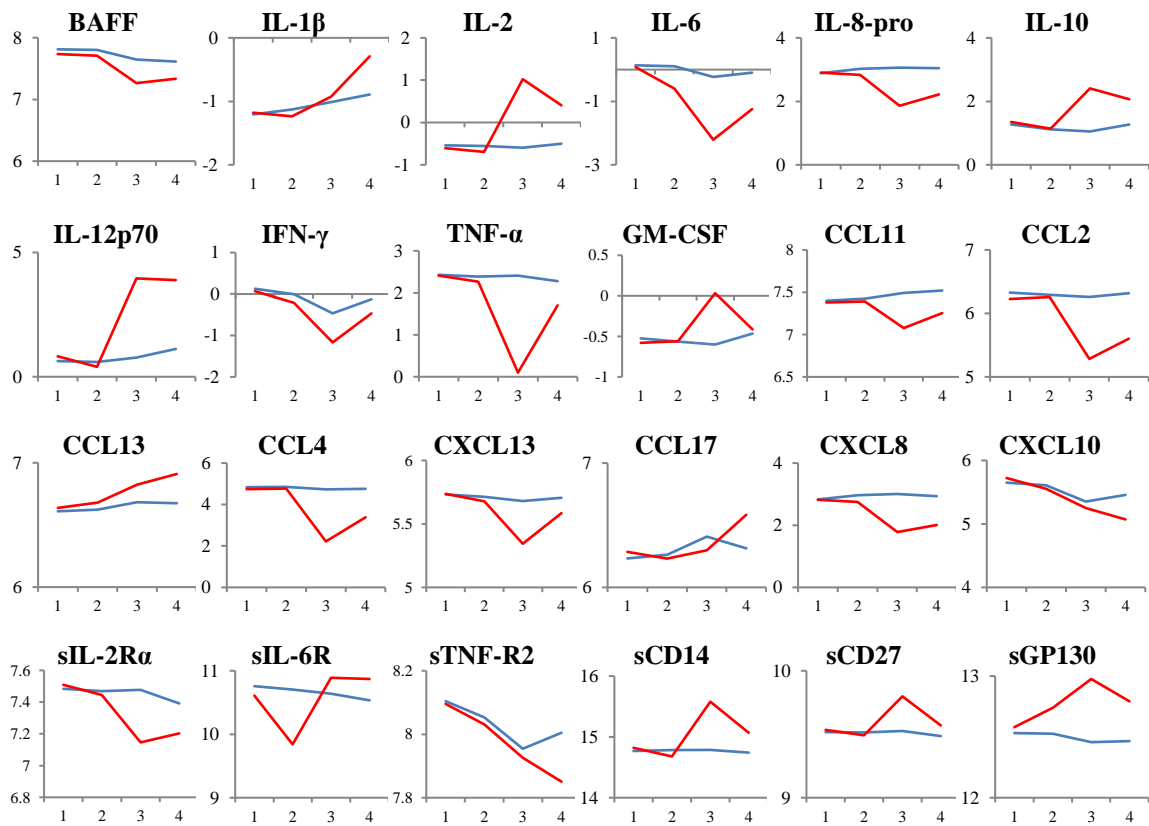 BAFF IL-1β IL-2 IL-6 IL-8-pro IL-10
8 0 2 1 6 6
1 4 4
7 -1 0 -1
-1 2 2
6 -2 -1 -3 0 0
1 2 3 4 1 2 3 4 1 2 3 4 1 2 3 4 1 2 3 4 1 2 3 4
IL-12p70 IFN-γ TNF-α GM-CSF CCL11 CCL2
5 1 3 0.5 8 7
0 2 0 7.5
-1 1 -0.5 7 6
0 -2 0 -1 6.5 5
1 2 3 4 1 2 3 4 1 2 3 4 1 2 3 4 1 2 3 4 1 2 3 4
CCL13 CCL4 CXCL13 CCL17 CXCL8 CXCL10
7 6 6 7 4 6
4 5.5 2 5
2
6 0 5 6 0 4
1 2 3 4 1 2 3 4 1 2 3 4 1 2 3 4 1 2 3 4 1 2 3 4
sIL-2Rα sIL-6R sTNF-R2 sCD14 sCD27 sGP130
7.6 11 8.2 16 10 13
7.4
7.2 10 8 15
7
6.8 9 7.8 14 9 12
1 2 3 4 1 2 3 4 1 2 3 4 1 2 3 4 1 2 3 4 1 2 3 4